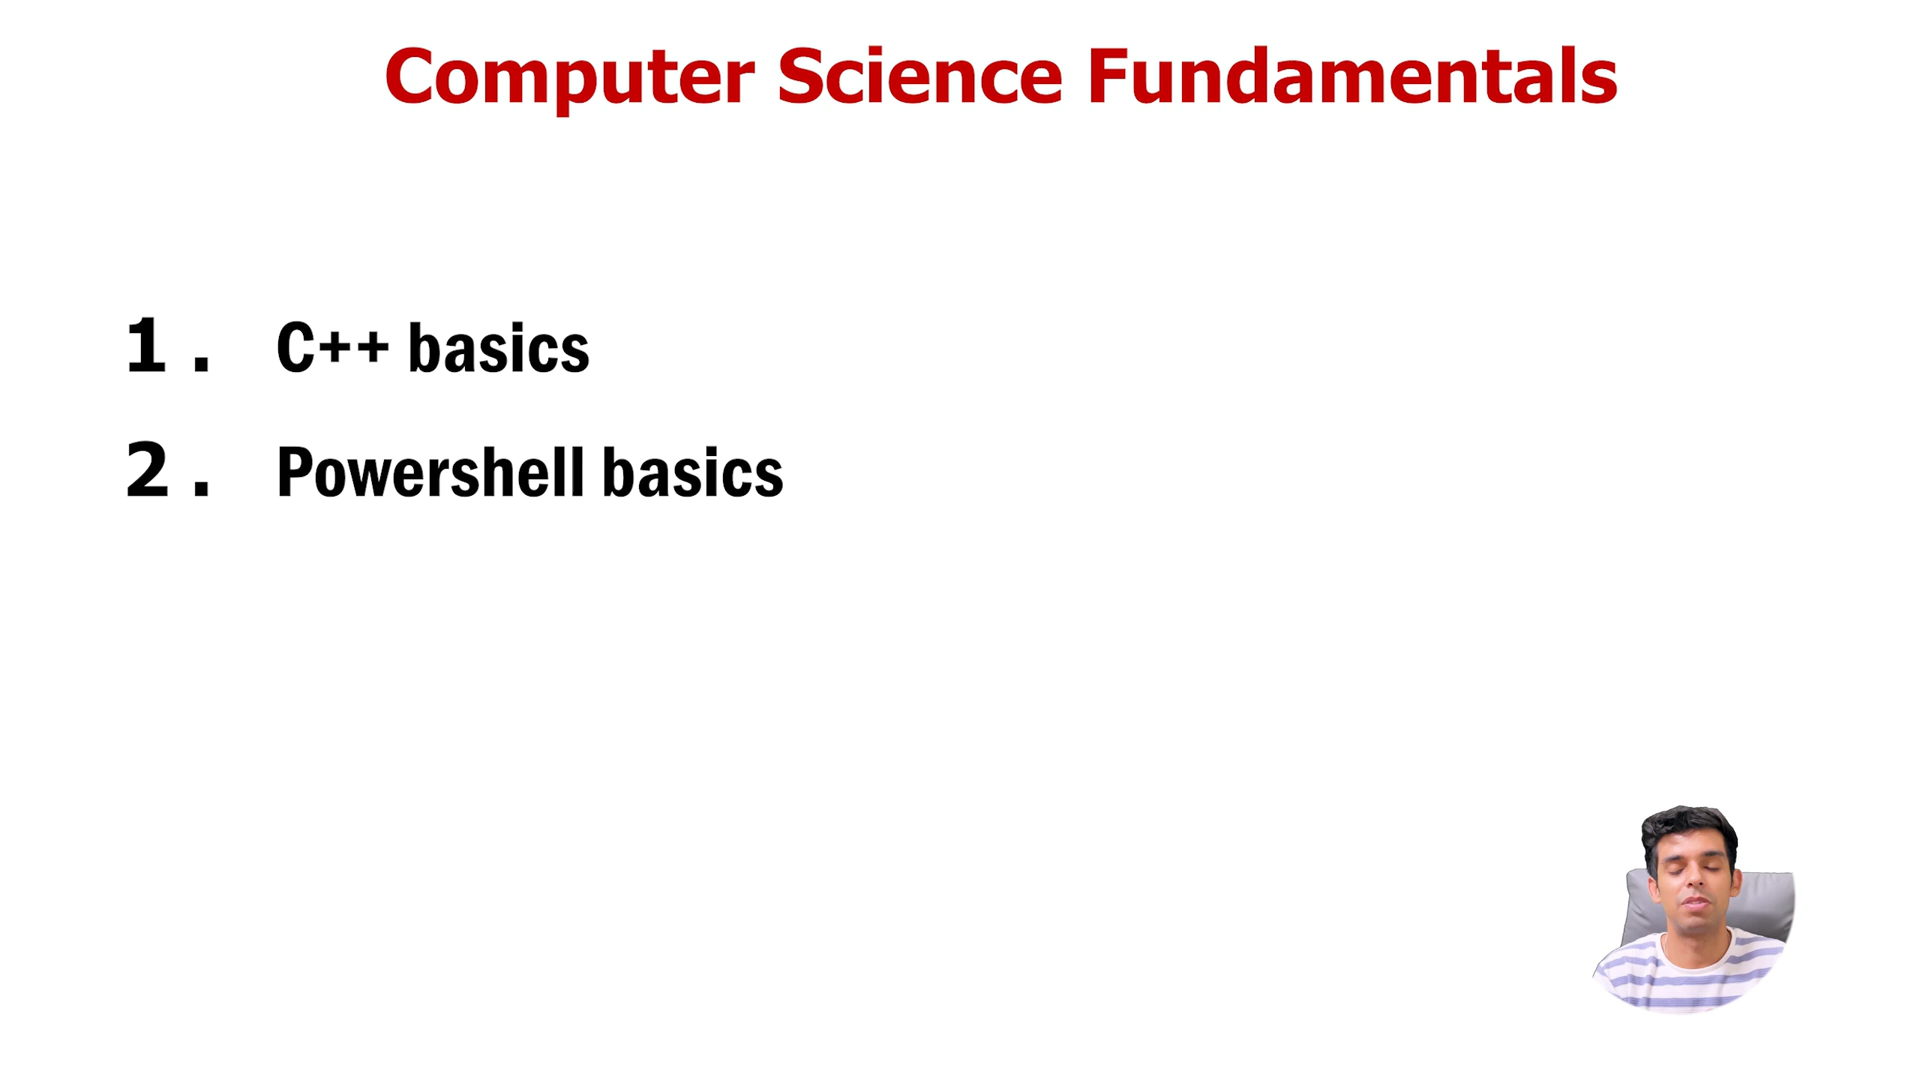 Computer Science Fundamentals
1. C++ basics
2. Powershell basics